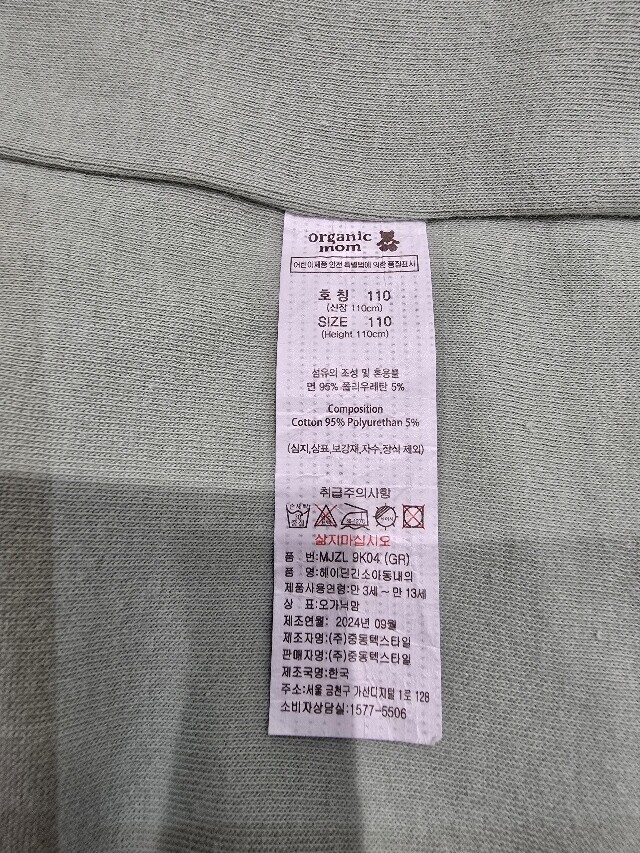 organic
mom
어린이제품 안전 특별법에 의한 품질표시
호 칭 110
(신장 110cm)
SIZE 110
(Height 110cm)
섬유의 조성 및 혼용률
면 95% 폴리우레탄 5%
Composition
Cotton 95% Polyurethan 5%
(심지,상표,보강재,자수,장식 제외)
취급주의사항
삶지마십시오
품 번:MJZL 9K04 (GR)
품 명:헤이딘긴소아동내의
제품사용연령:만 3세 ~ 만 13세
상 표:오가닉맘
제조연월: 2024년 09월
제조자명:(주)중동텍스타일
판매자명:(주)중동텍스타일
제조국명:한국
주소:서울 금천구 가산디지털 1로 128
소비자상담실:1577-5506